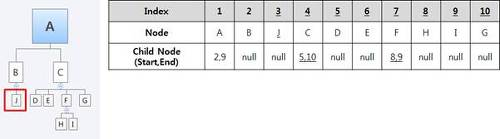 A
B C
J D E F G
H I
Index 1 2 3 4 5 6 7 8 9 10
Node A B J C D E F H I G
Child Node (Start,End) 2,9 null null 5,10 null null 8,9 null null null